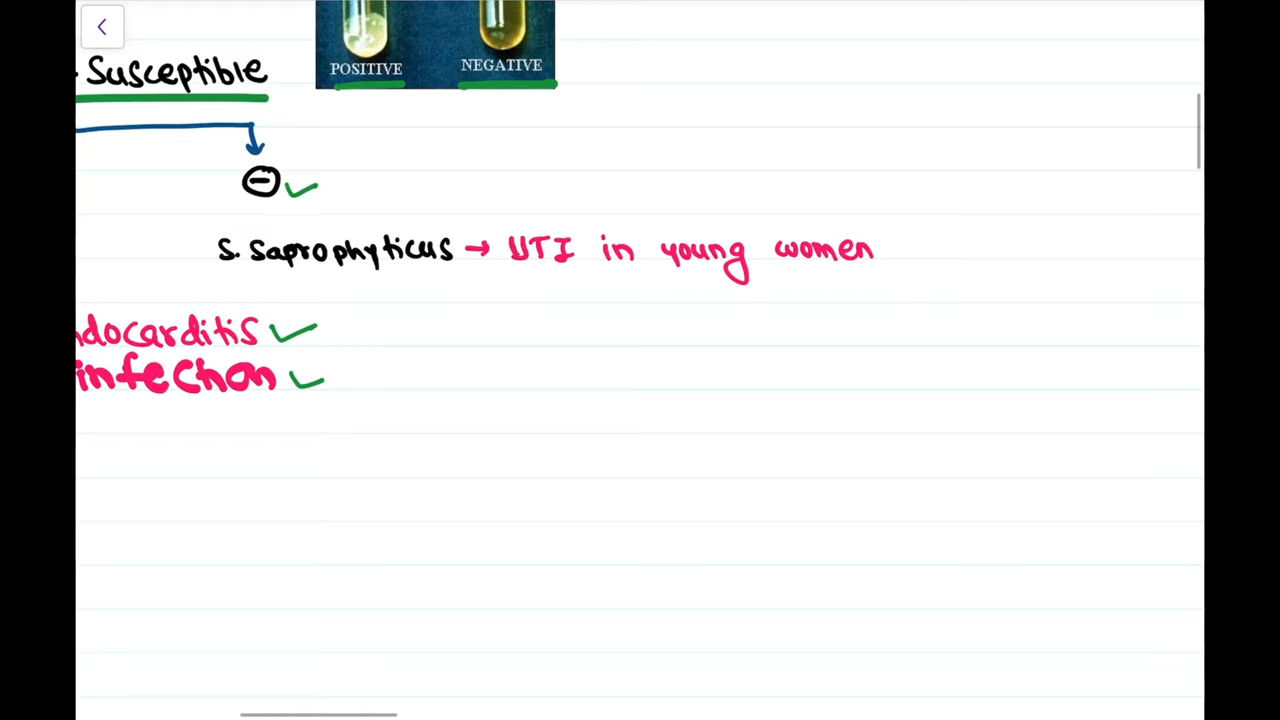 POSITIVE NEGATIVE
Susceptible
S. Saprophyticus → UTI in young women
ndocarditis
infection